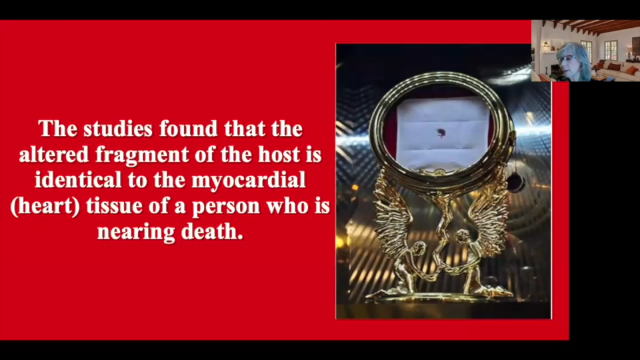 The studies found that the
altered fragment of the host is
identical to the myocardial
(heart) tissue of a person who is
nearing death.